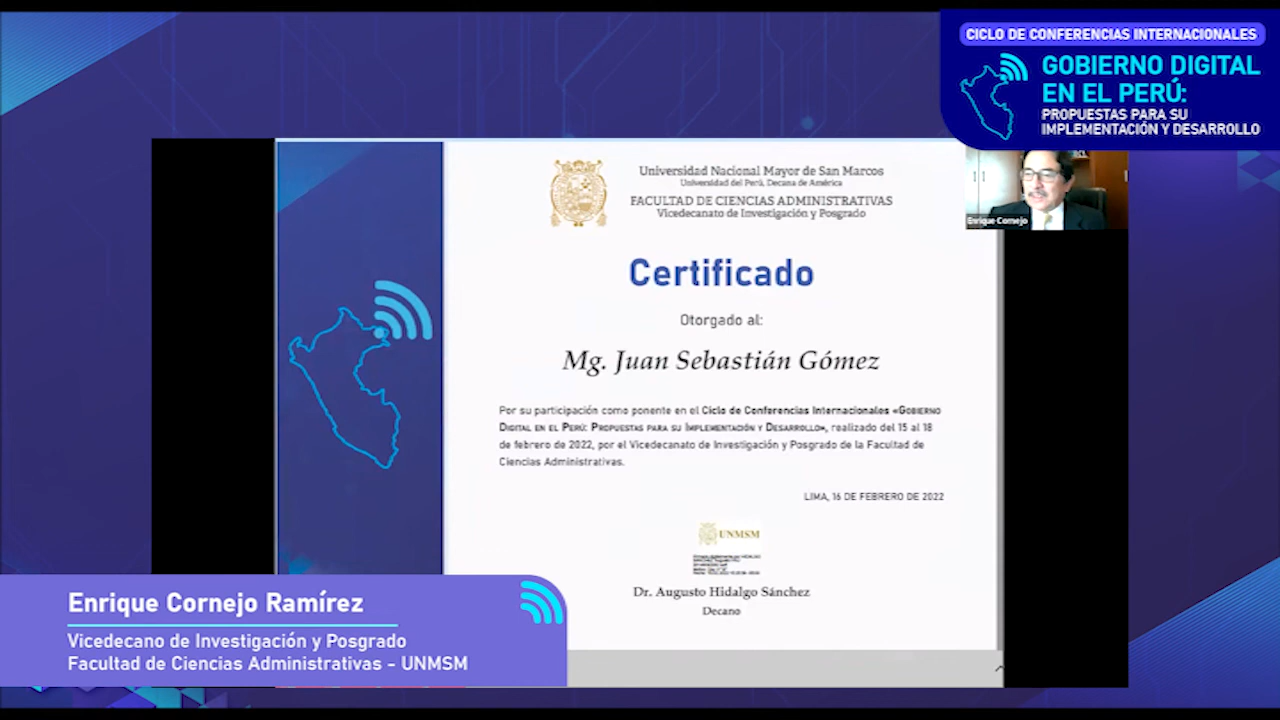 CICLO DE CONFERENCIAS INTERNACIONALES
GOBIERNO DIGITAL
EN EL PERÚ:
PROPUESTAS PARA SU
IMPLEMENTACIÓN Y DESARROLLO
Enrique Cornejo
Universidad Nacional Mayor de San Marcos
Universidad del Perú, Decana de América
FACULTAD DE CIENCIAS ADMINISTRATIVAS
Vicedecanato de Investigación y Posgrado
Certificado
Otorgado al:
Mg. Juan Sebastián Gómez
Por su participación como ponente en el Ciclo de Conferencias Internacionales «GOBIERNO
DIGITAL EN EL PERÚ: PROPUESTAS PARA SU IMPLEMENTACIÓN Y DESARROLLO», realizado del 15 al 18
de febrero de 2022, por el Vicedecanato de Investigación y Posgrado de la Facultad de
Ciencias Administrativas.
LIMA, 16 DE FEBRERO DE 2022
UNMSM
Dr. Augusto Hidalgo Sánchez
Decano
Enrique Cornejo Ramírez
Vicedecano de Investigación y Posgrado
Facultad de Ciencias Administrativas - UNMSM